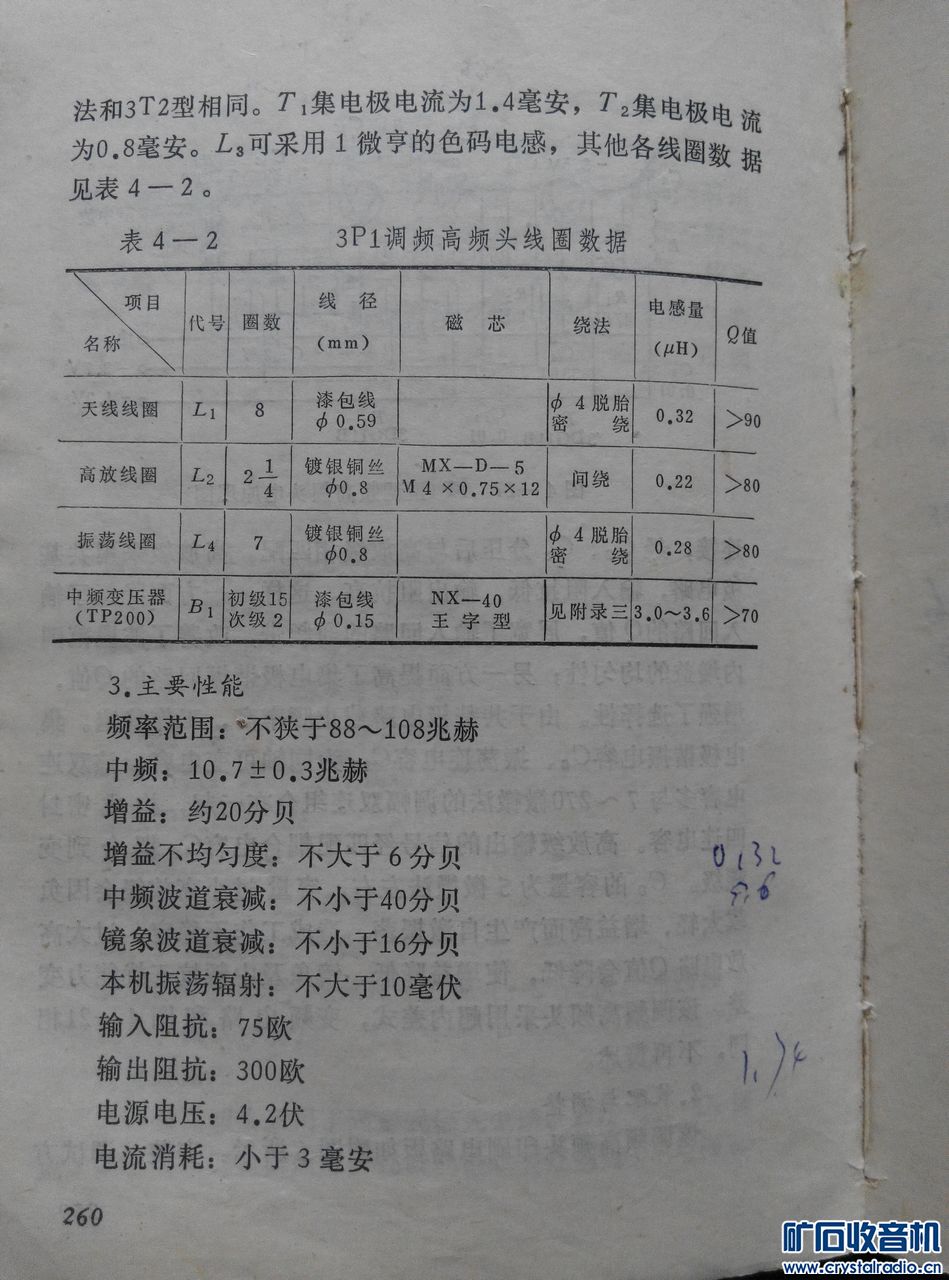 法和3T2型相同。T₁集电极电流为1.4毫安，T₂集电极电流
为0.8毫安。L₃可采用1微亨的色码电感，其他各线圈数据
见表4—2。
表4—2 3P1调频高频头线圈数据
项目 名称 代号 圈数 线径 (mm) 磁芯 绕法 电感量 (μH) Q值
天线线圈 L₁ 8 漆包线 φ0.59 φ4脱胎 密绕 0.32 >90
高放线圈 L₂ 2 1/4 镀银铜丝 φ0.8 MX—D—5 M4×0.75×12 间绕 0.22 >80
振荡线圈 L₄ 7 镀银铜丝 φ0.8 φ4脱胎 密绕 0.28 >80
中频变压器 (TP200) B₁ 初级15 次级2 漆包线 φ0.15 NX—40 王字型 见附录三 3.0～3.6 >70
3.主要性能
频率范围：不狭于88～108兆赫
中频：10.7±0.3兆赫
增益：约20分贝
增益不均匀度：不大于6分贝
中频波道衰减：不小于40分贝
镜象波道衰减：不小于16分贝
本机振荡辐射：不大于10毫伏
输入阻抗：75欧
输出阻抗：300欧
电源电压：4.2伏
电流消耗：小于3毫安
0.32
260
矿石收音机
www.crystalradio.cn